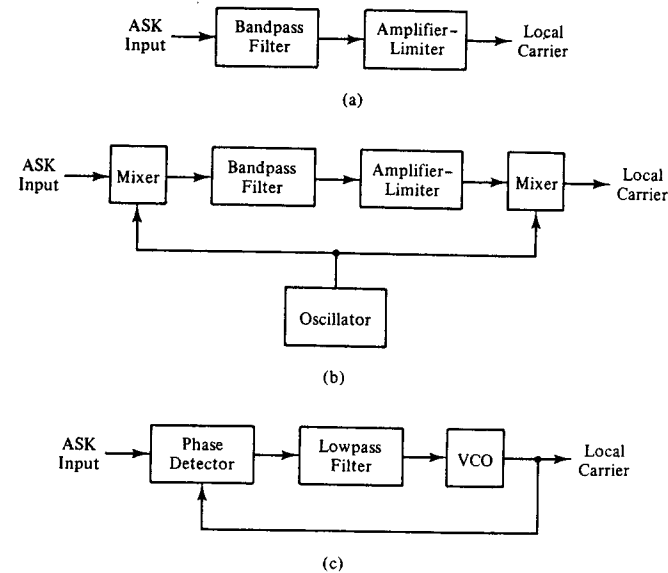 ASK
Input
Bandpass
Filter
Amplifier-
Limiter
Local
Carrier
(a)
ASK
Input
Mixer
Bandpass
Filter
Amplifier-
Limiter
Mixer
Local
Carrier
Oscillator
(b)
ASK
Input
Phase
Detector
Lowpass
Filter
VCO
Local
Carrier
(c)